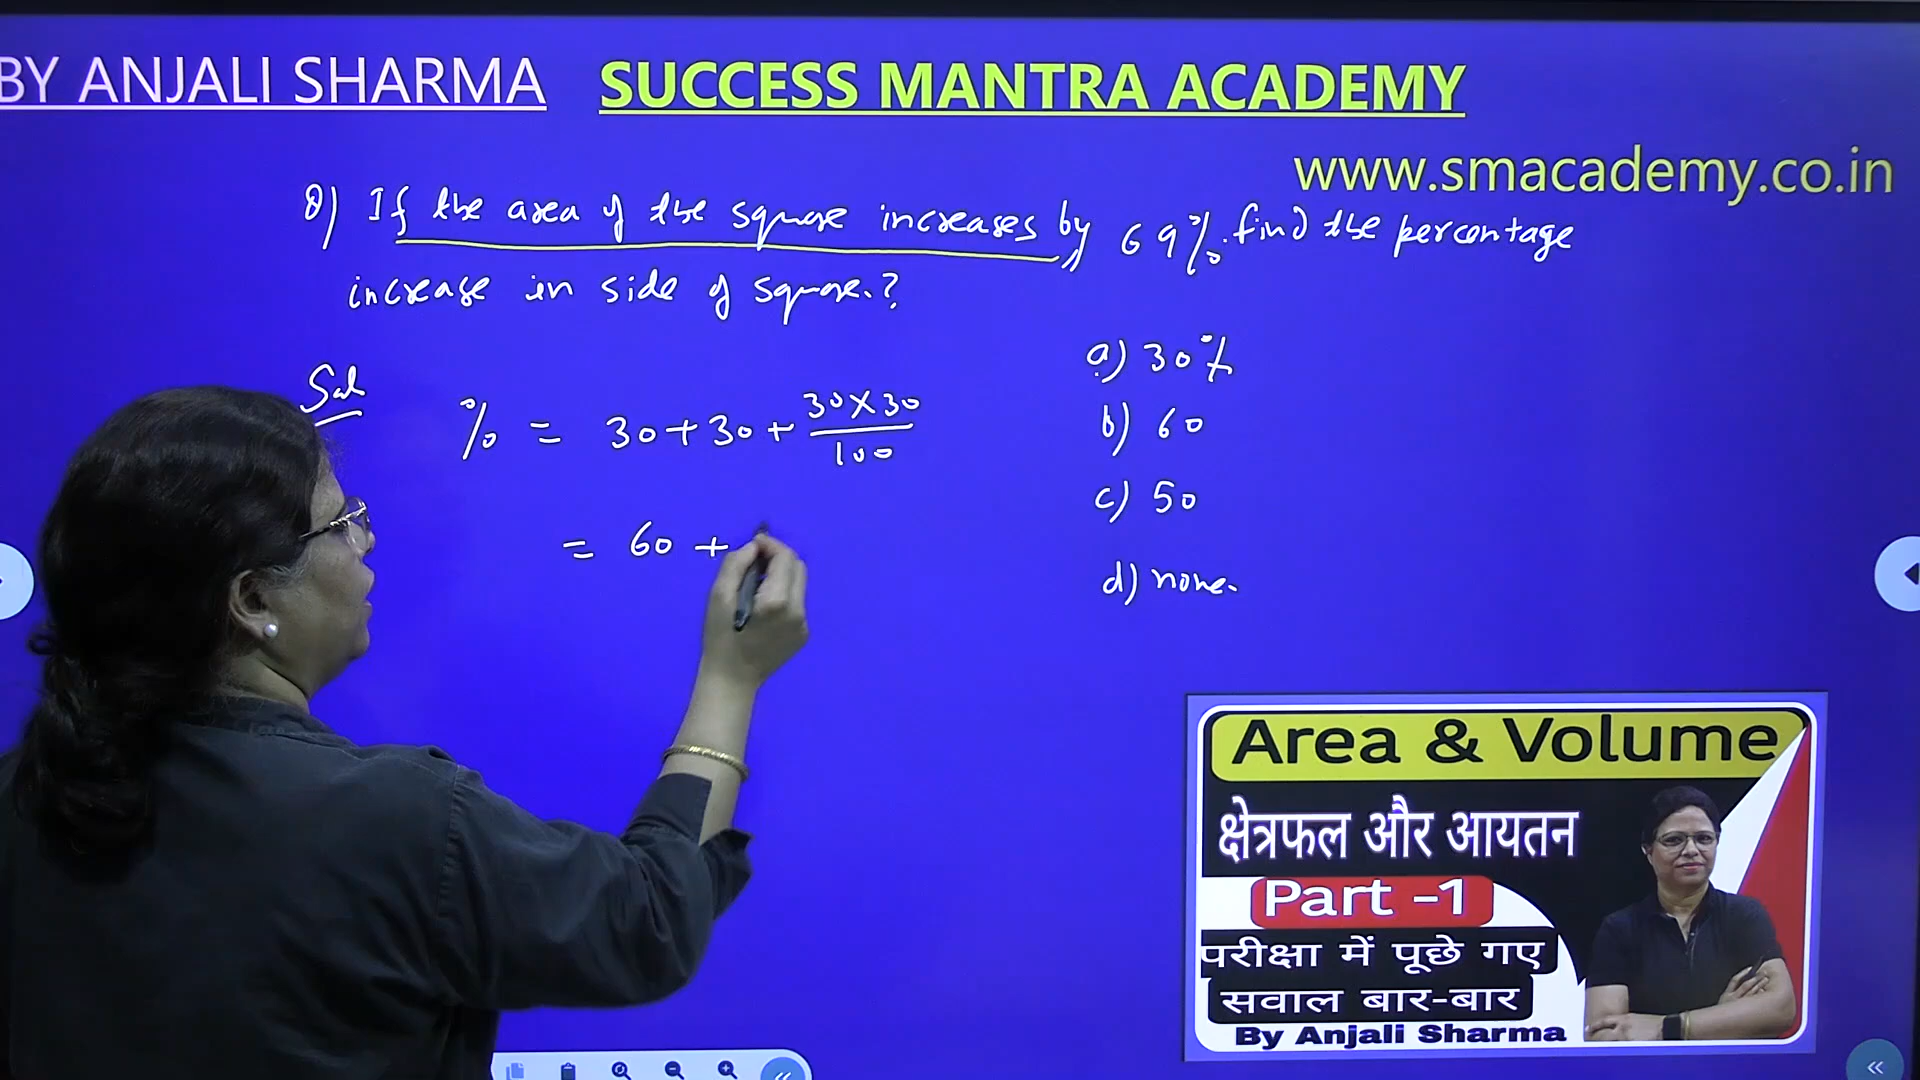 BY ANJALI SHARMA SUCCESS MANTRA ACADEMY
www.smacademy.co.in
Q) If the area of the square increases by 69%. find the percentage
increase in side of square.?
Sol
% = 30+30+ 30×30/100
= 60 +
a) 30%
b) 60
c) 50
d) none.
Area & Volume
क्षेत्रफल और आयतन
Part -1
परीक्षा में पूछे गए
सवाल बार-बार
By Anjali Sharma